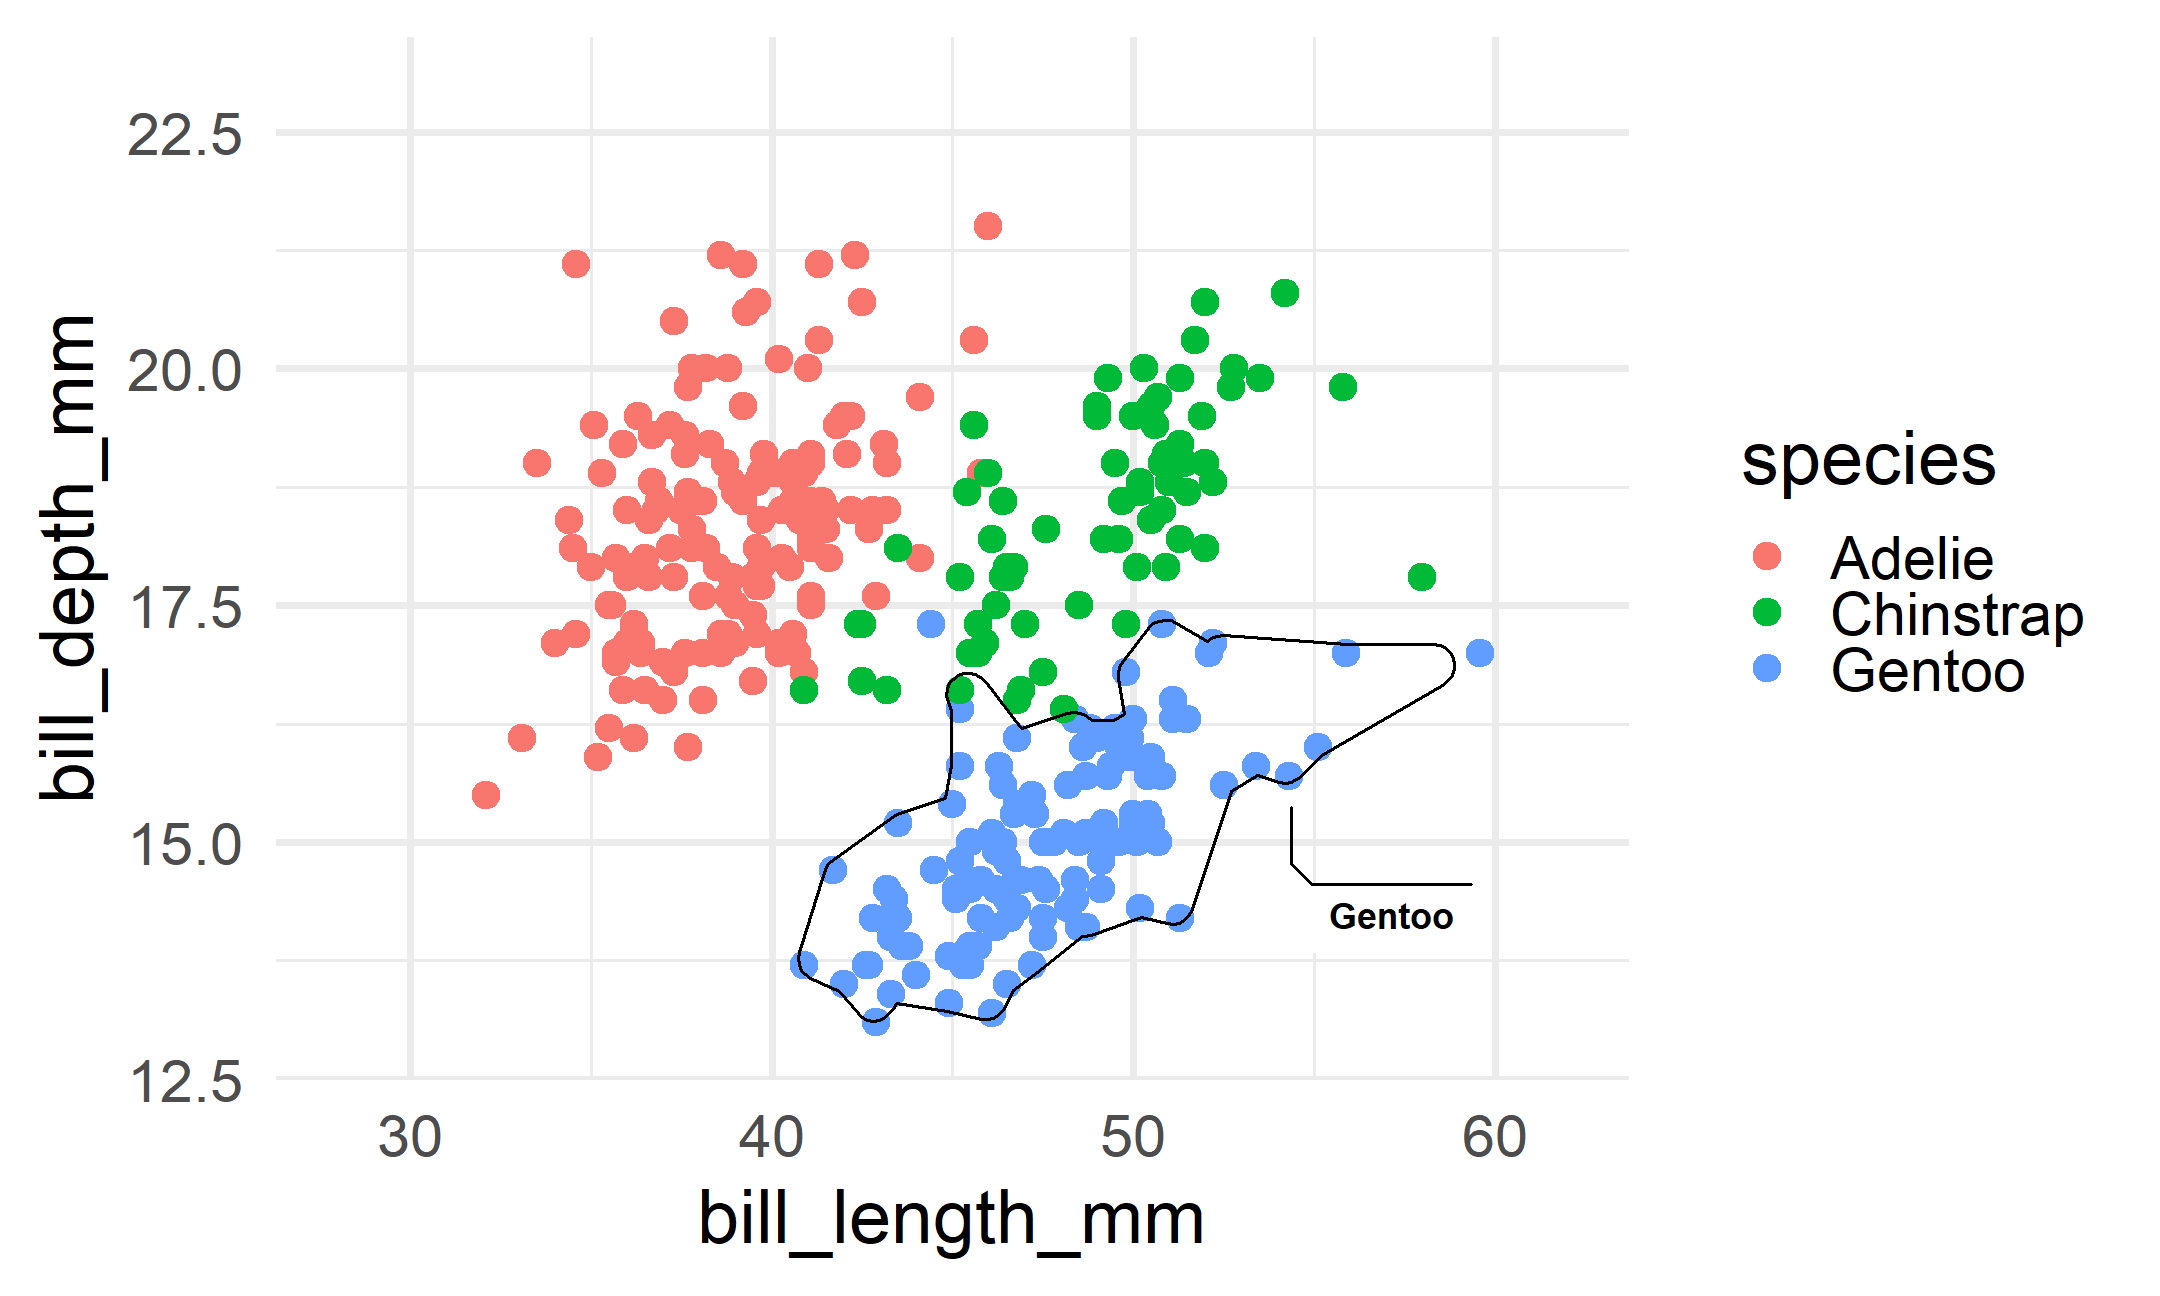 22.5
20.0
17.5
15.0
12.5
bill_depth_mm
30 40 50 60
bill_length_mm
Gentoo
species
Adelie
Chinstrap
Gentoo